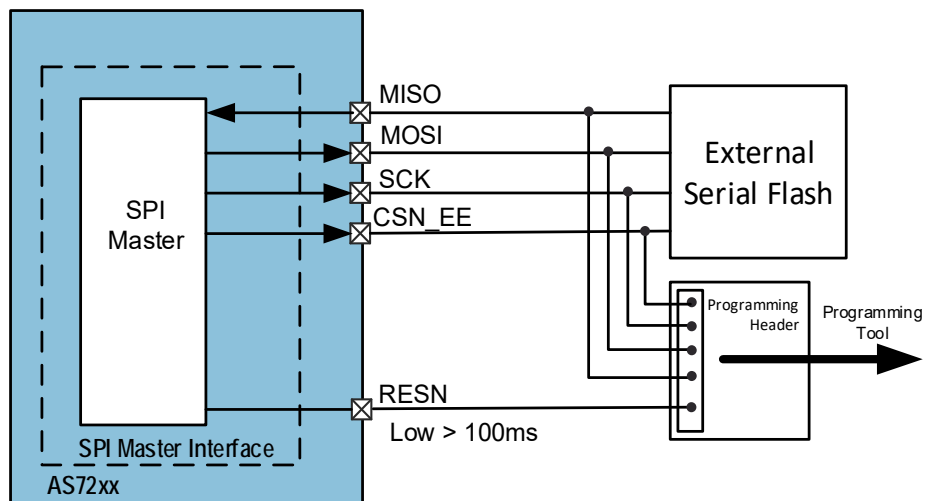 MISO
MOSI
SCK
CSN_EE
SPI
Master
External
Serial Flash
Programming
Header
Programming
Tool
RESN
Low > 100ms
SPI Master Interface
AS72xx